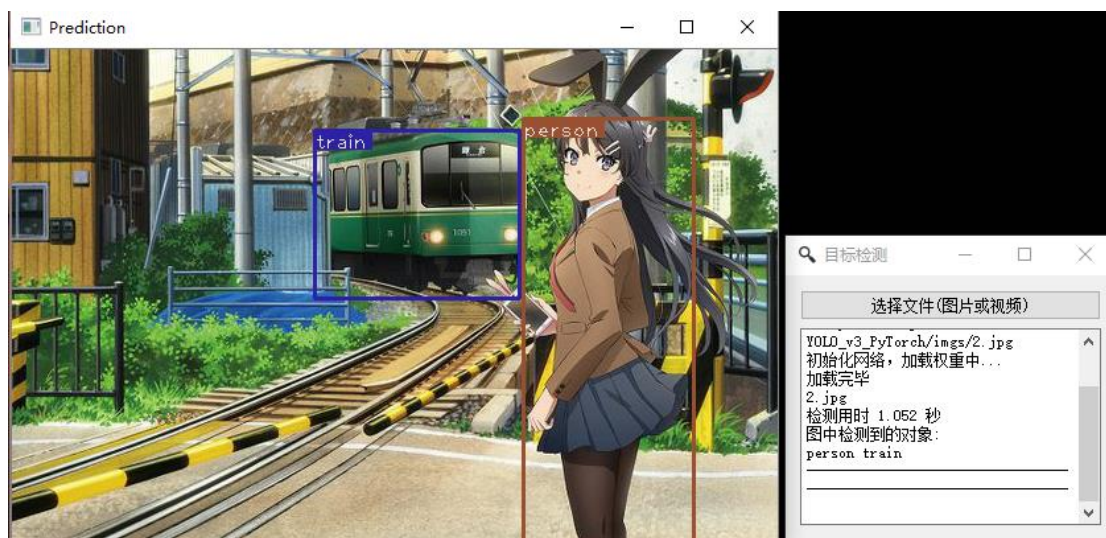 Prediction
train
person
1051
目标检测
选择文件(图片或视频)
YOLO_v3_PyTorch/imgs/2.jpg
初始化网络，加载权重中...
加载完毕
2.jpg
检测用时 1.052 秒
图中检测到的对象:
person train